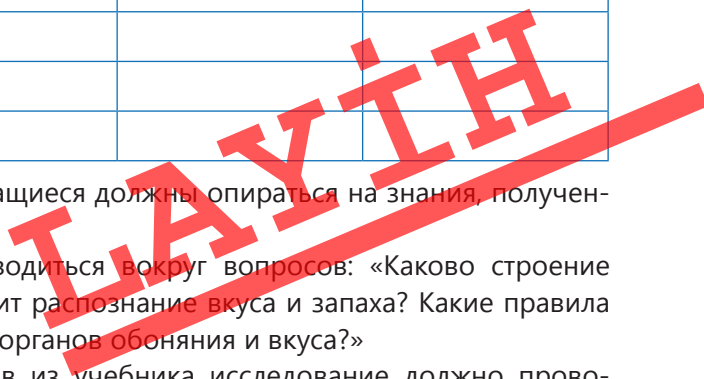 ащиеся должны опираться на знания, получен-
водиться вокруг вопросов: «Каково строение
ит распознание вкуса и запаха? Какие правила
органов обоняния и вкуса?»
в из учебника исследование должно прово-
LAYİH